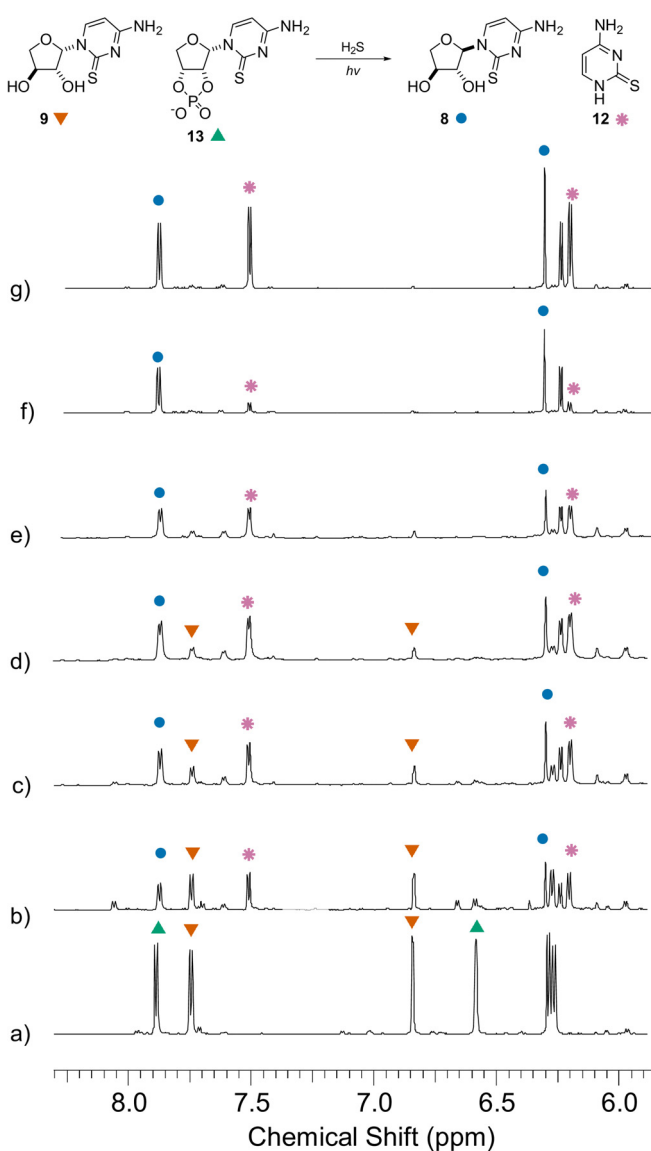 O N N NH₂ S HO OH
9
O N N NH₂ O O S P ⁻O O
13
H₂S
hv
O N N NH₂ S HO OH
8
NH₂ N N H S
12
g)
f)
e)
d)
c)
b)
a)
8.0 7.5 7.0 6.5 6.0
Chemical Shift (ppm)